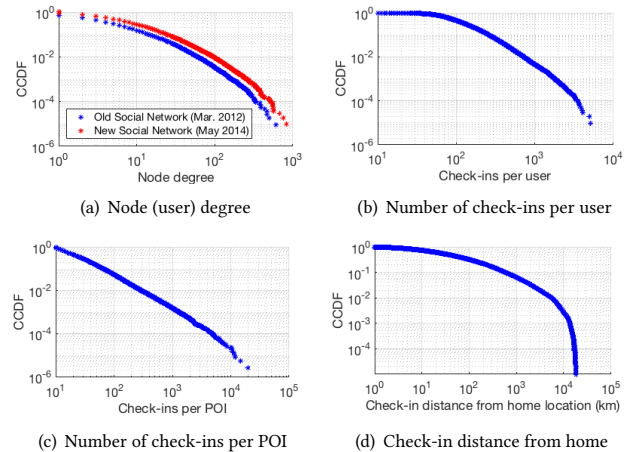 CCDF
10^0
10^-2
10^-4
10^-6
10^0
10^1
10^2
10^3
Old Social Network (Mar. 2012)
New Social Network (May 2014)
Node degree
(a) Node (user) degree
CCDF
10^0
10^-2
10^-4
10^-6
10^1
10^2
10^3
10^4
Check-ins per user
(b) Number of check-ins per user
CCDF
10^0
10^-2
10^-4
10^-6
10^1
10^2
10^3
10^4
10^5
Check-ins per POI
(c) Number of check-ins per POI
CCDF
10^0
10^-1
10^-2
10^-3
10^-4
10^0
10^1
10^2
10^3
10^4
10^5
Check-in distance from home location (km)
(d) Check-in distance from home